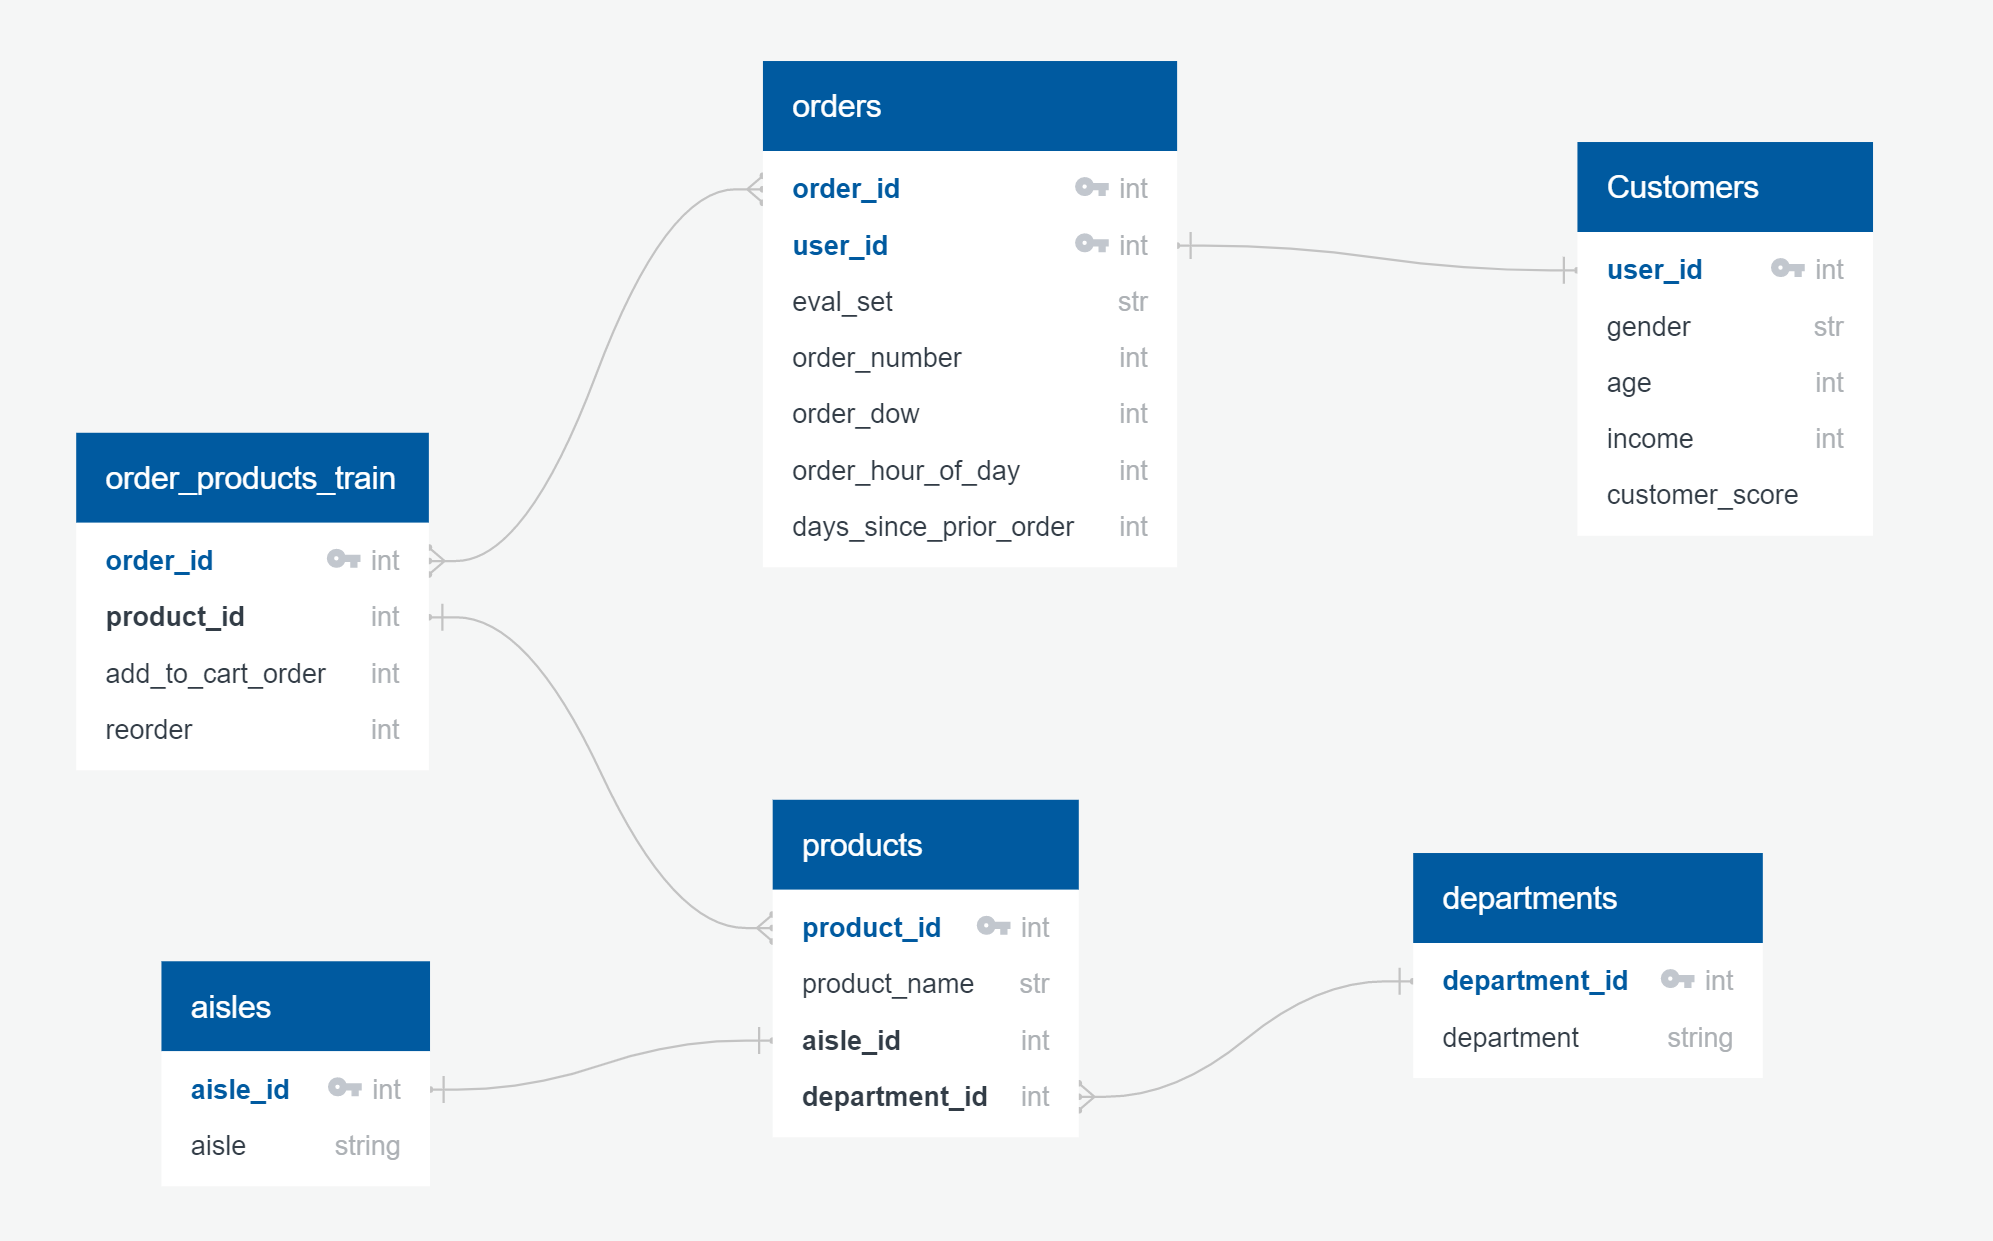 orders
order_id int
user_id int
eval_set str
order_number int
order_dow int
order_hour_of_day int
days_since_prior_order int
Customers
user_id int
gender str
age int
income int
customer_score
order_products_train
order_id int
product_id int
add_to_cart_order int
reorder int
products
product_id int
product_name str
aisle_id int
department_id int
departments
department_id int
department string
aisles
aisle_id int
aisle string